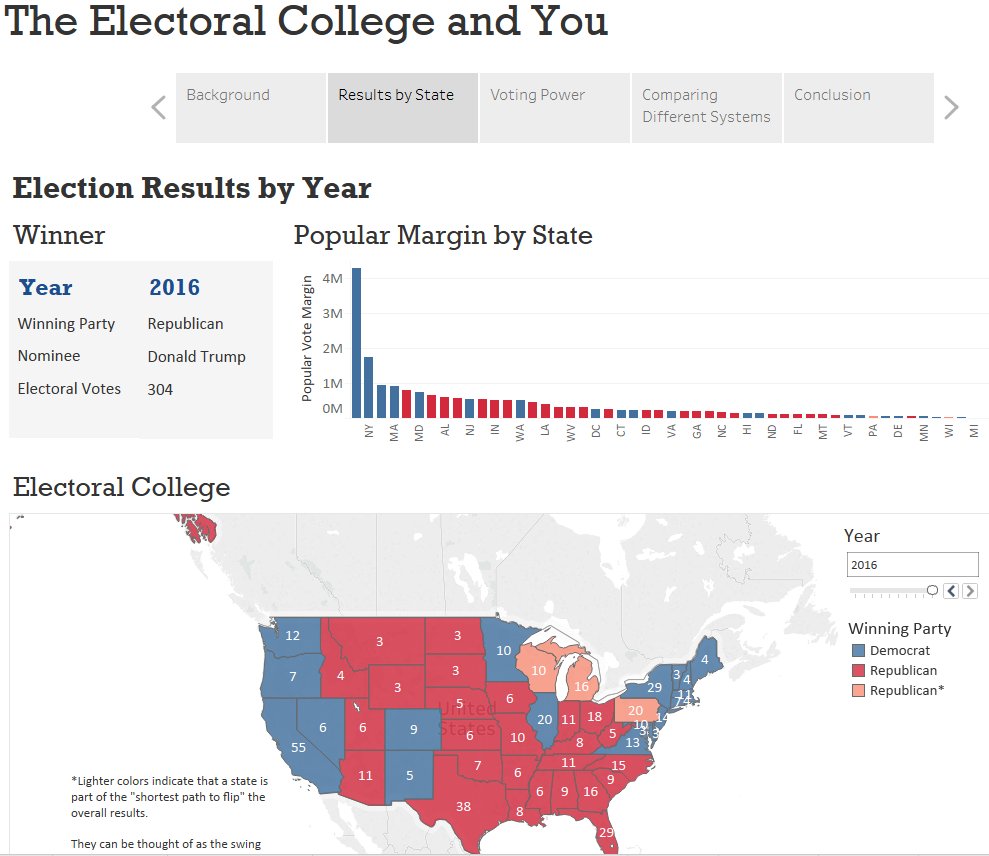 The Electoral College and You
Background
Results by State
Voting Power
Comparing
Different Systems
Conclusion
Election Results by Year
Winner
Year 2016
Winning Party Republican
Nominee Donald Trump
Electoral Votes 304
Popular Margin by State
Popular Vote Margin
4M
3M
2M
1M
0M
NY MA MD AL NJ IN WA LA WV DC CT ID VA GA NC HI ND FL MT VT PA DE MN WI MI
Electoral College
Year
2016
Winning Party
Democrat
Republican
Republican*
12 3 3 10 4
7 4 3 3 10 16 3 4
29 11
5 6 20
United
States
6 6 9 6 10 20 11 18 5 10 14
55 8 13 3 3
11 5 7 6 11 15
9
38 8 6 9 16
29
*Lighter colors indicate that a state is
part of the "shortest path to flip" the
overall results.
They can be thought of as the swing